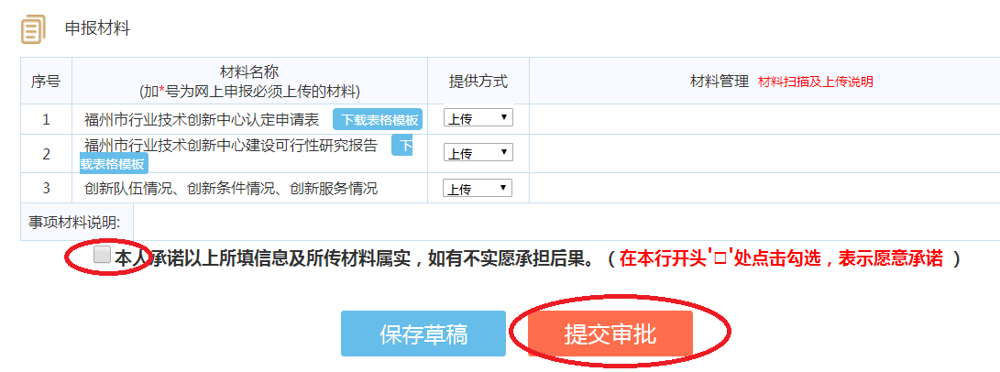 申报材料
序号
材料名称
(加*号为网上申报必须上传的材料)
提供方式
材料管理 材料扫描及上传说明
1
福州市行业技术创新中心认定申请表 下载表格模板
上传
2
福州市行业技术创新中心建设可行性研究报告 下
载表格模板
上传
3
创新队伍情况、创新条件情况、创新服务情况
上传
事项材料说明:
本人承诺以上所填信息及所传材料属实，如有不实愿承担后果。（在本行开头'□'处点击勾选，表示愿意承诺 ）
保存草稿
提交审批